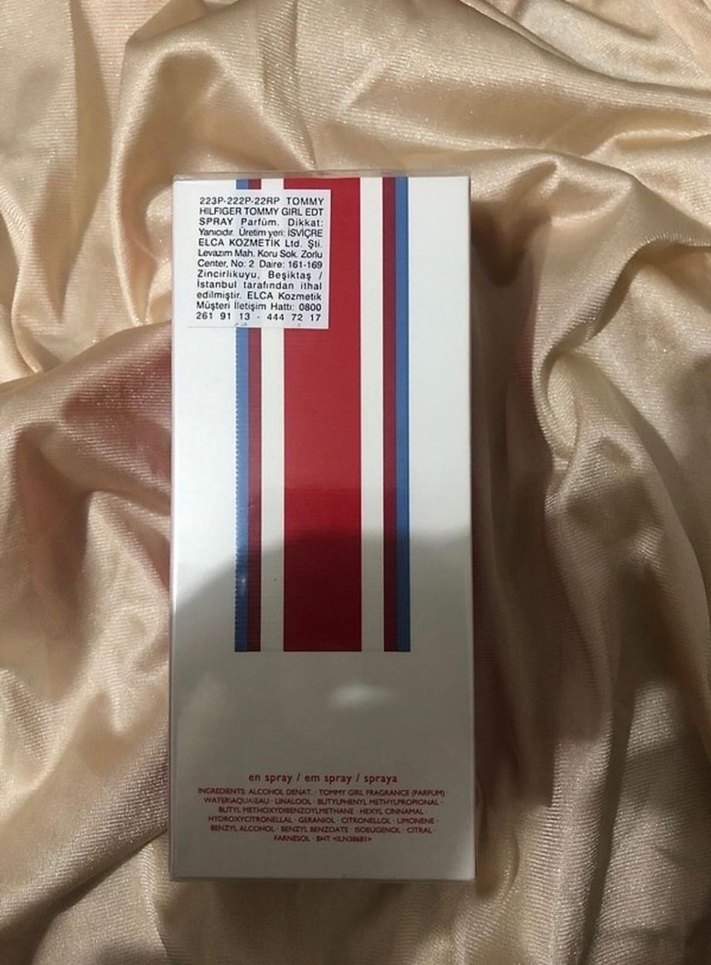 223P-222P-22RP TOMMY
HILFIGER TOMMY GIRL EDT
SPRAY Parfüm. Dikkat:
Yanıcıdır. Üretim yeri: İSVİÇRE
ELCA KOZMETİK Ltd. Şti.
Levazım Mah. Koru Sok. Zorlu
Center, No: 2 Daire: 161-169
Zincirlikuyu, Beşiktaş /
İstanbul tarafından ithal
edilmiştir. ELCA Kozmetik
Müşteri İletişim Hattı: 0800
261 91 13 - 444 72 17
en spray / em spray / spraya
INGREDIENTS: ALCOHOL DENAT. · TOMMY GIRL FRAGRANCE (PARFUM) ·
WATER\AQUA\EAU · LINALOOL · BUTYLPHENYL METHYLPROPIONAL ·
BUTYL METHOXYDIBENZOYLMETHANE · HEXYL CINNAMAL ·
HYDROXYCITRONELLAL · GERANIOL · CITRONELLOL · LIMONENE ·
BENZYL ALCOHOL · BENZYL BENZOATE · ISOEUGENOL · CITRAL ·
FARNESOL · BHT <ILN38681>